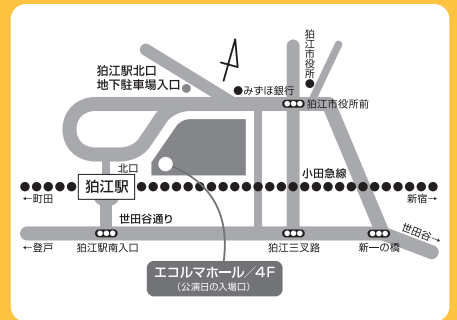 狛江市役所
狛江駅北口
地下駐車場入口
みずほ銀行
狛江市役所前
北口
狛江駅
小田急線
←町田
新宿→
世田谷通り
世田谷→
←登戸
狛江駅南入口
狛江三叉路
新一の橋
エコルマホール/4F
(公演日の入場口)